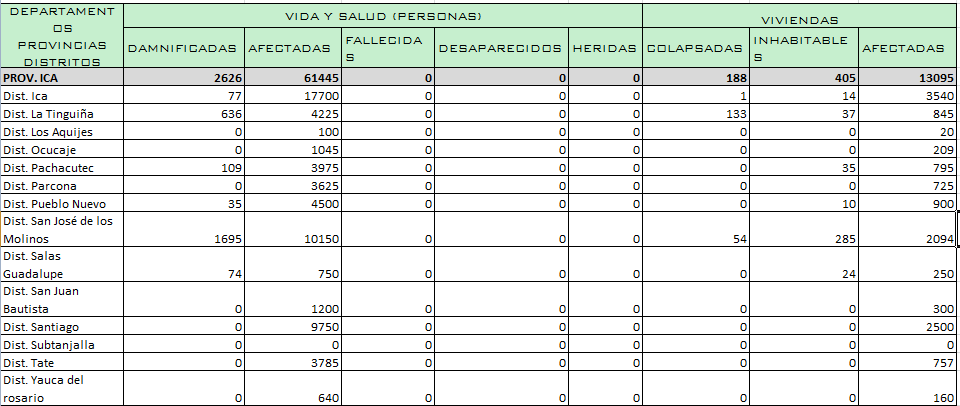 DEPARTAMENT
OS
PROVINCIAS
DISTRITOS
VIDA Y SALUD (PERSONAS)
VIVIENDAS
DAMNIFICADAS AFECTADAS FALLECIDA
S DESAPARECIDOS HERIDAS COLAPSADAS INHABITABLE
S AFECTADAS
PROV. ICA 2626 61445 0 0 0 188 405 13095
Dist. Ica 77 17700 0 0 0 1 14 3540
Dist. La Tinguiña 636 4225 0 0 0 133 37 845
Dist. Los Aquijes 0 100 0 0 0 0 0 20
Dist. Ocucaje 0 1045 0 0 0 0 0 209
Dist. Pachacutec 109 3975 0 0 0 0 35 795
Dist. Parcona 0 3625 0 0 0 0 0 725
Dist. Pueblo Nuevo 35 4500 0 0 0 0 10 900
Dist. San José de los
Molinos 1695 10150 0 0 0 54 285 2094
Dist. Salas
Guadalupe 74 750 0 0 0 0 24 250
Dist. San Juan
Bautista 0 1200 0 0 0 0 0 300
Dist. Santiago 0 9750 0 0 0 0 0 2500
Dist. Subtanjalla 0 0 0 0 0 0 0 0
Dist. Tate 0 3785 0 0 0 0 0 757
Dist. Yauca del
rosario 0 640 0 0 0 0 0 160